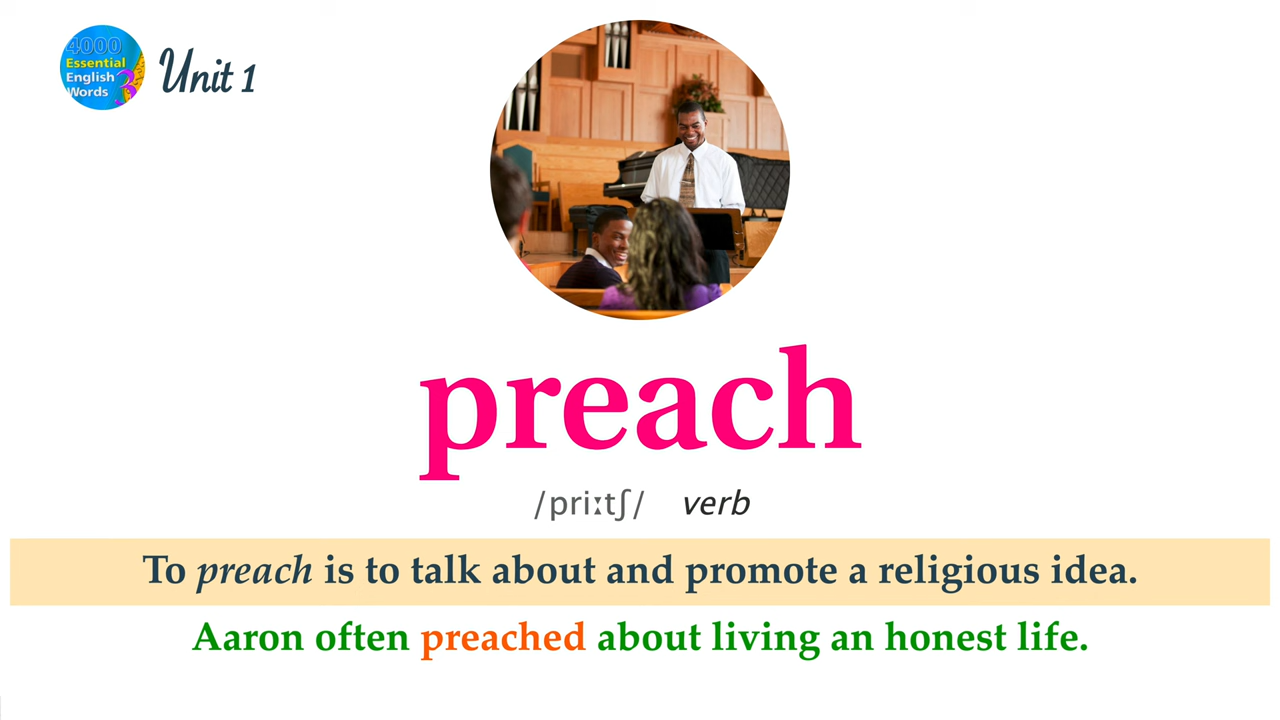 4000
Essential
English
Words
3
Unit 1
preach
/priːtʃ/ verb
To preach is to talk about and promote a religious idea.
Aaron often preached about living an honest life.